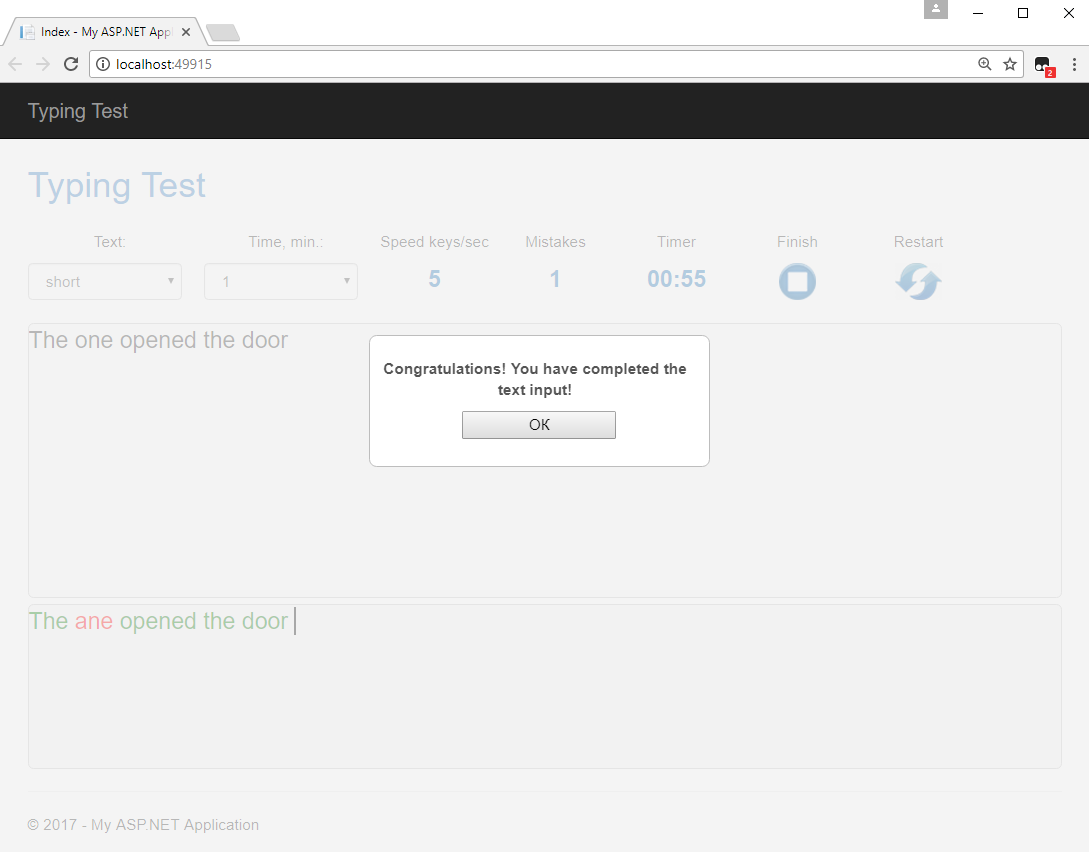 Index - My ASP.NET Appl
localhost:49915
2
Typing Test
Typing Test
Text: Time, min.: Speed keys/sec Mistakes Timer Finish Restart
short 1 5 1 00:55
The one opened the door
Congratulations! You have completed the
text input!
OK
The ane opened the door
© 2017 - My ASP.NET Application